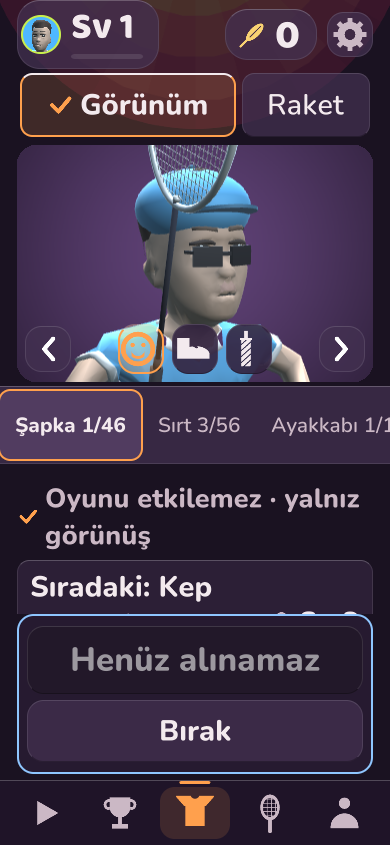 Sv 1
0
Görünüm
Raket
Şapka 1/46
Sırt 3/56
Ayakkabı 1/1
Oyunu etkilemez · yalnız
görünüş
Sıradaki: Kep
Henüz alınamaz
Bırak